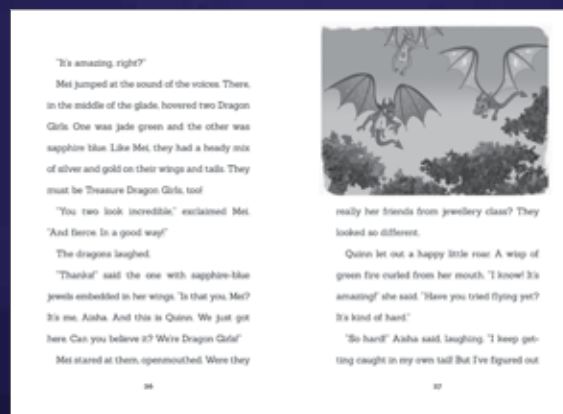 "It's amazing, right?"
Mei jumped at the sound of the voices. There,
in the middle of the glade, hovered two Dragon
Girls. One was jade green and the other was
sapphire blue. Like Mei, they had a heady mix
of silver and gold on their wings and tails. They
must be Treasure Dragon Girls, too!
"You two look incredible," exclaimed Mei.
"And fierce. In a good way!"
The dragons laughed.
"Thanks!" said the one with sapphire-blue
jewels embedded in her wings. "Is that you, Mei?
It's me, Aisha. And this is Quinn. We just got
here. Can you believe it? We're Dragon Girls!"
Mei stared at them, openmouthed. Were they
26
really her friends from jewellery class? They
looked so different.
Quinn let out a happy little roar. A wisp of
green fire curled from her mouth. "I know! It's
amazing!" she said. "Have you tried flying yet?
It's kind of hard."
"So hard!" Aisha said, laughing. "I keep get-
ting caught in my own tail! But I've figured out
27